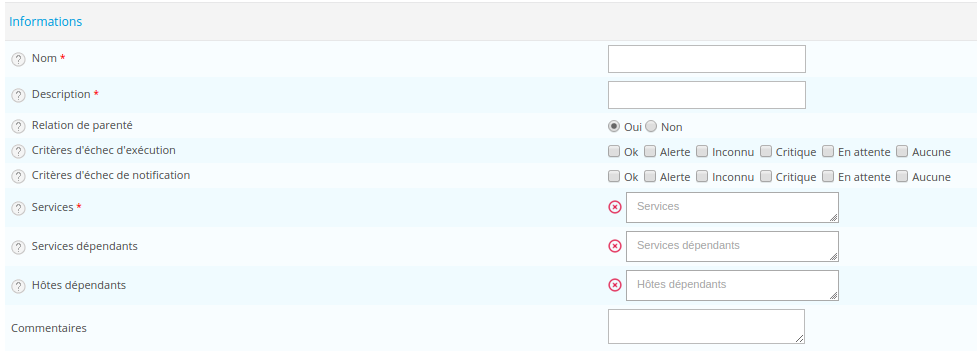 Informations
? Nom *
? Description *
? Relation de parenté Oui Non
? Critères d'échec d'exécution Ok Alerte Inconnu Critique En attente Aucune
? Critères d'échec de notification Ok Alerte Inconnu Critique En attente Aucune
? Services * Services
? Services dépendants Services dépendants
? Hôtes dépendants Hôtes dépendants
Commentaires